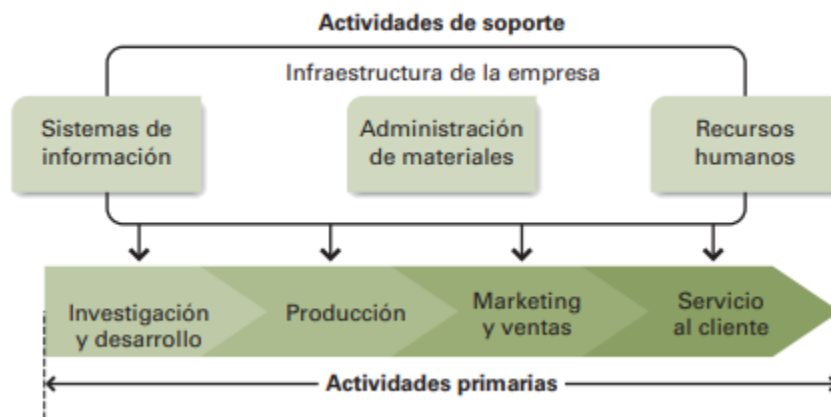 Actividades de soporte
Infraestructura de la empresa
Sistemas de
información
Administración
de materiales
Recursos
humanos
Investigación
y desarrollo
Producción
Marketing
y ventas
Servicio
al cliente
Actividades primarias